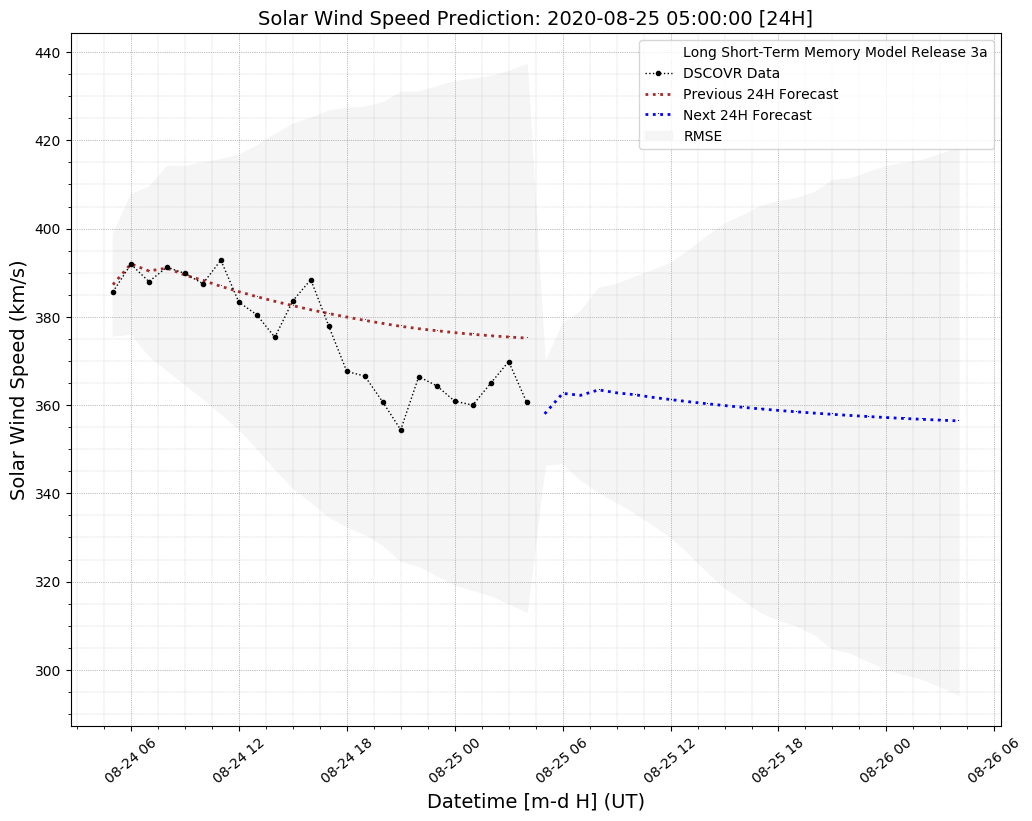 Solar Wind Speed Prediction: 2020-08-25 05:00:00 [24H]
Long Short-Term Memory Model Release 3a
DSCOVR Data
Previous 24H Forecast
Next 24H Forecast
RMSE
Solar Wind Speed (km/s)
440
420
400
380
360
340
320
300
08-24 06
08-24 12
08-24 18
08-25 00
08-25 06
08-25 12
08-25 18
08-26 00
08-26 06
Datetime [m-d H] (UT)